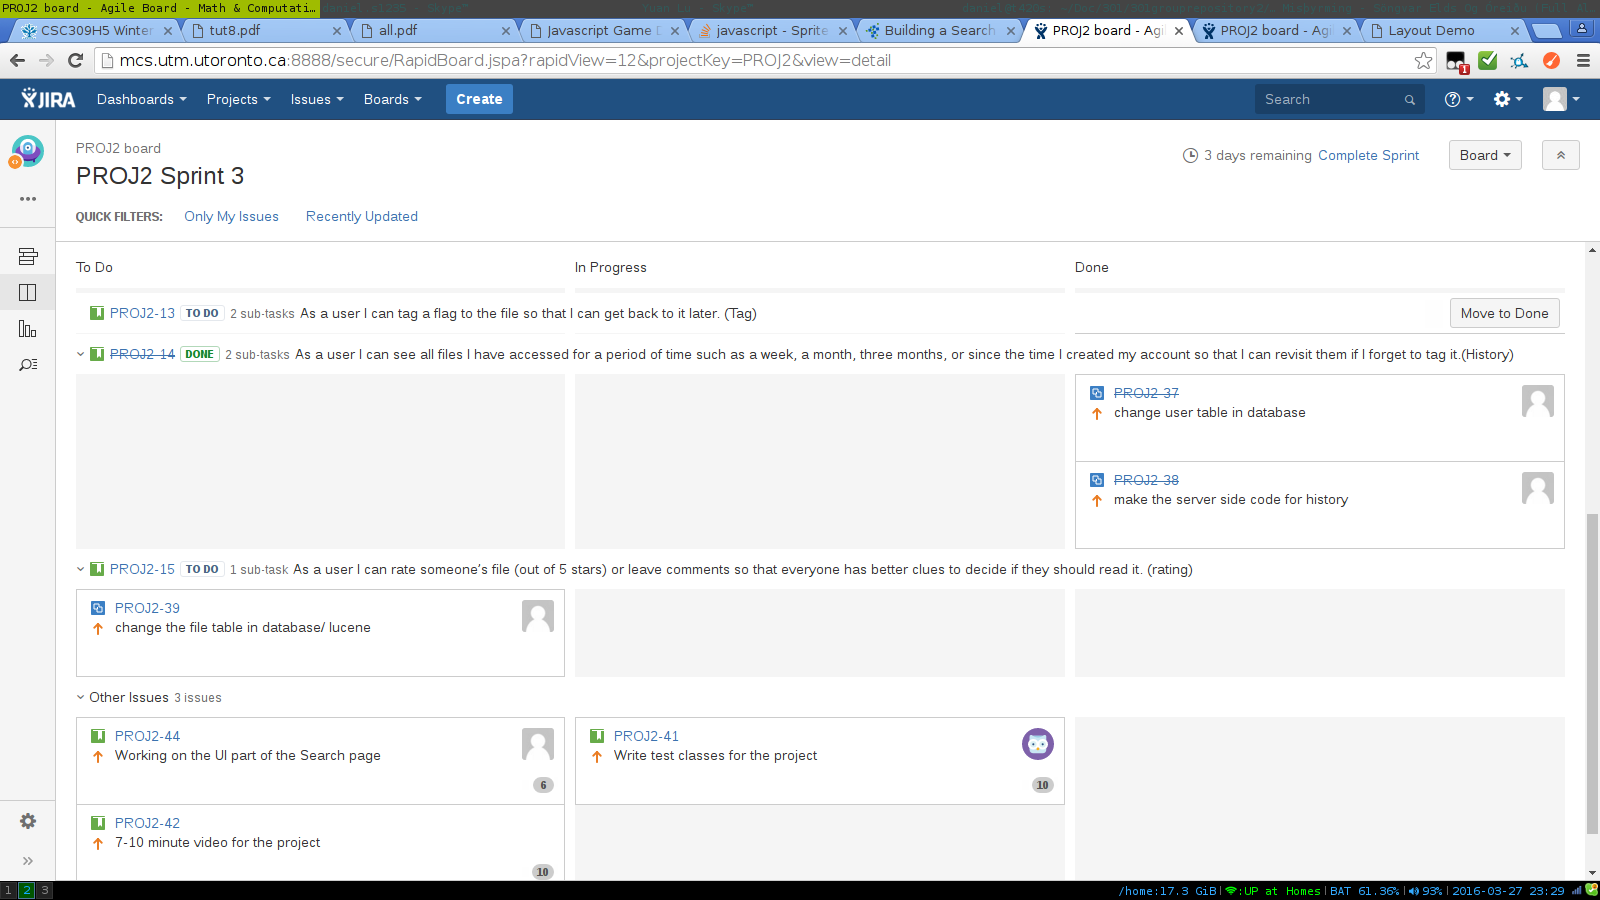 PROJ2 board - Agile Board - Math & Computati...
CSC309H5 Winter
tut8.pdf
all.pdf
Javascript Game D
javascript - Sprite
Building a Search
PROJ2 board - Agi
PROJ2 board - Agi
Layout Demo
mcs.utm.utoronto.ca:8888/secure/RapidBoard.jspa?rapidView=12&projectKey=PROJ2&view=detail
1
JIRA Dashboards Projects Issues Boards Create Search
PROJ2 board
PROJ2 Sprint 3
3 days remaining Complete Sprint Board
QUICK FILTERS: Only My Issues Recently Updated
To Do In Progress Done
PROJ2-13 TO DO 2 sub-tasks As a user I can tag a flag to the file so that I can get back to it later. (Tag) Move to Done
PROJ2-14 DONE 2 sub-tasks As a user I can see all files I have accessed for a period of time such as a week, a month, three months, or since the time I created my account so that I can revisit them if I forget to tag it.(History)
PROJ2-37
change user table in database
PROJ2-38
make the server side code for history
PROJ2-15 TO DO 1 sub-task As a user I can rate someone's file (out of 5 stars) or leave comments so that everyone has better clues to decide if they should read it. (rating)
PROJ2-39
change the file table in database/ lucene
Other Issues 3 issues
PROJ2-44
Working on the UI part of the Search page
6
PROJ2-41
Write test classes for the project
10
PROJ2-42
7-10 minute video for the project
10
1 2 3
/home:17.3 GiB| :UP at Homes|BAT 61.36%| 93%|2016-03-27 23:29